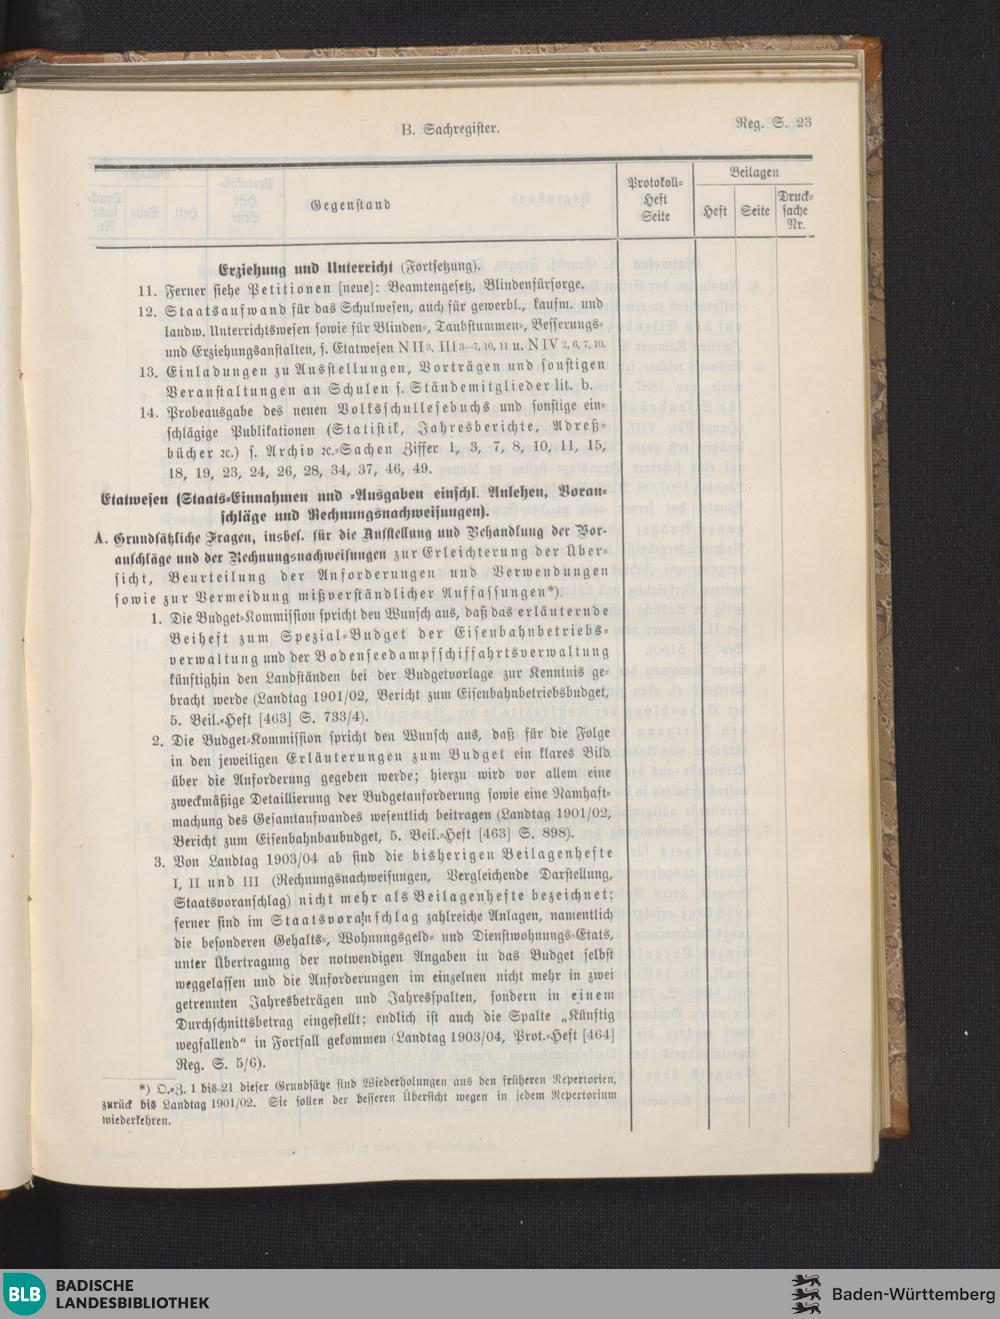 B. Sachregister.
Reg. S. 23
Gegenstand
Protokoll-
Heft
Seite
Beilagen
Heft
Seite
Druck-
sache
Nr.
Erziehung und Unterricht (Fortsetzung).
11. Ferner siehe Petitionen [neue]: Beamtengesetz, Blindenfürsorge.
12. Staatsaufwand für das Schulwesen, auch für gewerbl., kaufm. und
landw. Unterrichtswesen sowie für Blinden-, Taubstummen-, Besserungs-
und Erziehungsanstalten, s. Etatwesen N II 3, III 3–7, 10, 11 u. N IV 2, 6, 7, 10.
13. Einladungen zu Ausstellungen, Vorträgen und sonstigen
Veranstaltungen an Schulen s. Ständemitglieder lit. b.
14. Probeausgabe des neuen Volksschullesebuchs und sonstige ein-
schlägige Publikationen (Statistik, Jahresberichte, Adreß-
bücher ꝛc.) s. Archiv ꝛc.-Sachen Ziffer 1, 3, 7, 8, 10, 11, 15,
18, 19, 23, 24, 26, 28, 34, 37, 46, 49.
Etatwesen (Staats-Einnahmen und -Ausgaben einschl. Anlehen, Voran-
schläge und Rechnungsnachweisungen).
A. Grundsätzliche Fragen, insbes. für die Aufstellung und Behandlung der Vor-
anschläge und der Rechnungsnachweisungen zur Erleichterung der Über-
sicht, Beurteilung der Anforderungen und Verwendungen
sowie zur Vermeidung mißverständlicher Auffassungen*).
1. Die Budget-Kommission spricht den Wunsch aus, daß das erläuternde
Beiheft zum Spezial-Budget der Eisenbahnbetriebs-
verwaltung und der Bodenseedampfschiffahrtsverwaltung
künftighin den Landständen bei der Budgetvorlage zur Kenntnis ge-
bracht werde (Landtag 1901/02, Bericht zum Eisenbahnbetriebsbudget,
5. Beil.-Heft [463] S. 733/4).
2. Die Budget-Kommission spricht den Wunsch aus, daß für die Folge
in den jeweiligen Erläuterungen zum Budget ein klares Bild
über die Anforderung gegeben werde; hierzu wird vor allem eine
zweckmäßige Detaillierung der Budgetanforderung sowie eine Namhaft-
machung des Gesamtaufwandes wesentlich beitragen (Landtag 1901/02,
Bericht zum Eisenbahnbaubudget, 5. Beil.-Heft [463] S. 898).
3. Von Landtag 1903/04 ab sind die bisherigen Beilagenhefte
I, II und III (Rechnungsnachweisungen, Vergleichende Darstellung,
Staatsvoranschlag) nicht mehr als Beilagenhefte bezeichnet;
ferner sind im Staatsvoranschlag zahlreiche Anlagen, namentlich
die besonderen Gehalts-, Wohnungsgeld- und Dienstwohnungs-Etats,
unter Übertragung der notwendigen Angaben in das Budget selbst
weggelassen und die Anforderungen im einzelnen nicht mehr in zwei
getrennten Jahresbeträgen und Jahresspalten, sondern in einem
Durchschnittsbetrag eingestellt; endlich ist auch die Spalte „Künftig
wegfallend“ in Fortfall gekommen (Landtag 1903/04, Prot.-Heft [464]
Reg. S. 5/6).
*) O.-Z. 1 bis 21 dieser Grundsätze sind Wiederholungen aus den früheren Repertorien,
zurück bis Landtag 1901/02. Sie sollen der besseren Übersicht wegen in jedem Repertorium
wiederkehren.
BLB
BADISCHE
LANDESBIBLIOTHEK
Baden-Württemberg